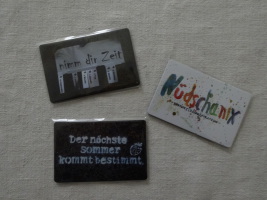 nimm dir Zeit
Nüdschanix
Der nächste
Sommer
kommt bestimmt.